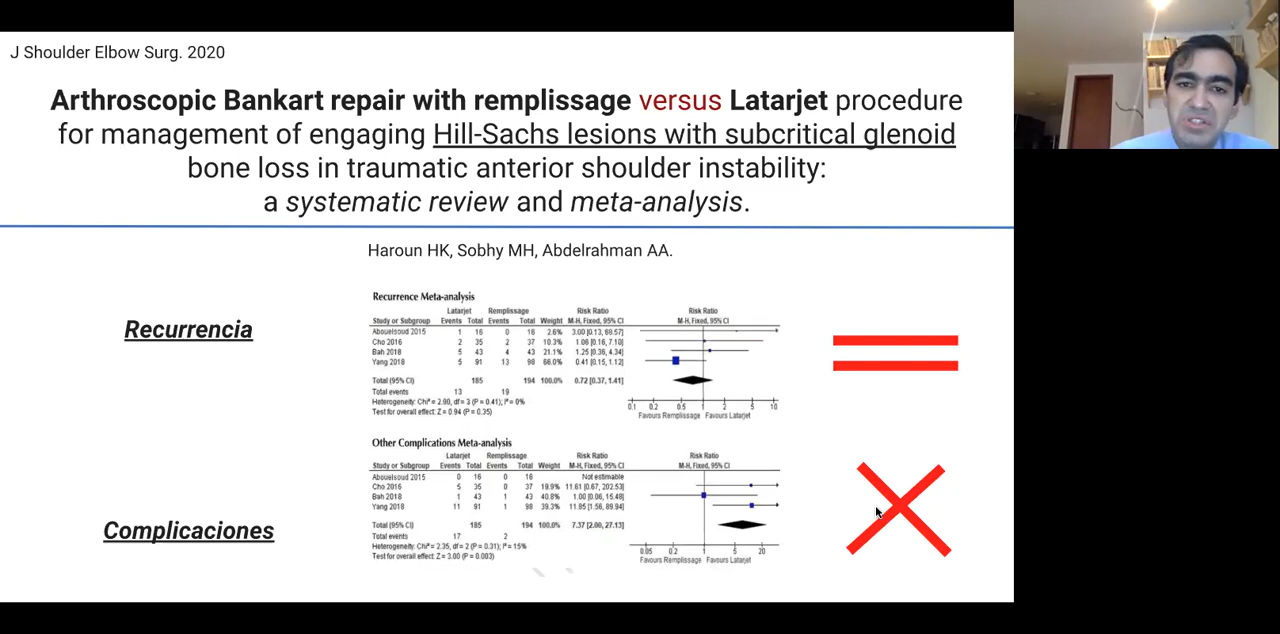 J Shoulder Elbow Surg. 2020
Arthroscopic Bankart repair with remplissage versus Latarjet procedure
for management of engaging Hill-Sachs lesions with subcritical glenoid
bone loss in traumatic anterior shoulder instability:
a systematic review and meta-analysis.
Haroun HK, Sobhy MH, Abdelrahman AA.
Recurrencia
Recurrence Meta-analysis
Latarjet Remplissage Risk Ratio Risk Ratio
Study or Subgroup Events Total Events Total Weight M-H, Fixed, 95% CI M-H, Fixed, 95% CI
Abouelsoud 2015 1 16 0 16 2.6% 3.00 [0.13, 68.57]
Cho 2016 2 35 2 37 10.3% 1.06 [0.16, 7.10]
Bah 2018 5 43 4 43 21.1% 1.25 [0.36, 4.34]
Yang 2018 5 91 13 98 66.0% 0.41 [0.15, 1.12]
Total (95% CI) 185 194 100.0% 0.72 [0.37, 1.41]
Total events 13 19
Heterogeneity: Chi² = 2.90, df = 3 (P = 0.41); I² = 0%
Test for overall effect: Z = 0.94 (P = 0.35)
0.1 0.2 0.5 1 2 5 10
Favours Remplissage Favours Latarjet
Complicaciones
Other Complications Meta-analysis
Latarjet Remplissage Risk Ratio Risk Ratio
Study or Subgroup Events Total Events Total Weight M-H, Fixed, 95% CI M-H, Fixed, 95% CI
Abouelsoud 2015 0 16 0 16 Not estimable
Cho 2016 5 35 0 37 19.9% 11.61 [0.67, 202.53]
Bah 2018 1 43 1 43 40.8% 1.00 [0.06, 15.48]
Yang 2018 11 91 1 98 39.3% 11.85 [1.56, 89.94]
Total (95% CI) 185 194 100.0% 7.37 [2.00, 27.13]
Total events 17 2
Heterogeneity: Chi² = 2.35, df = 2 (P = 0.31); I² = 15%
Test for overall effect: Z = 3.00 (P = 0.003)
0.05 0.2 1 5 20
Favours Remplissage Favours Latarjet